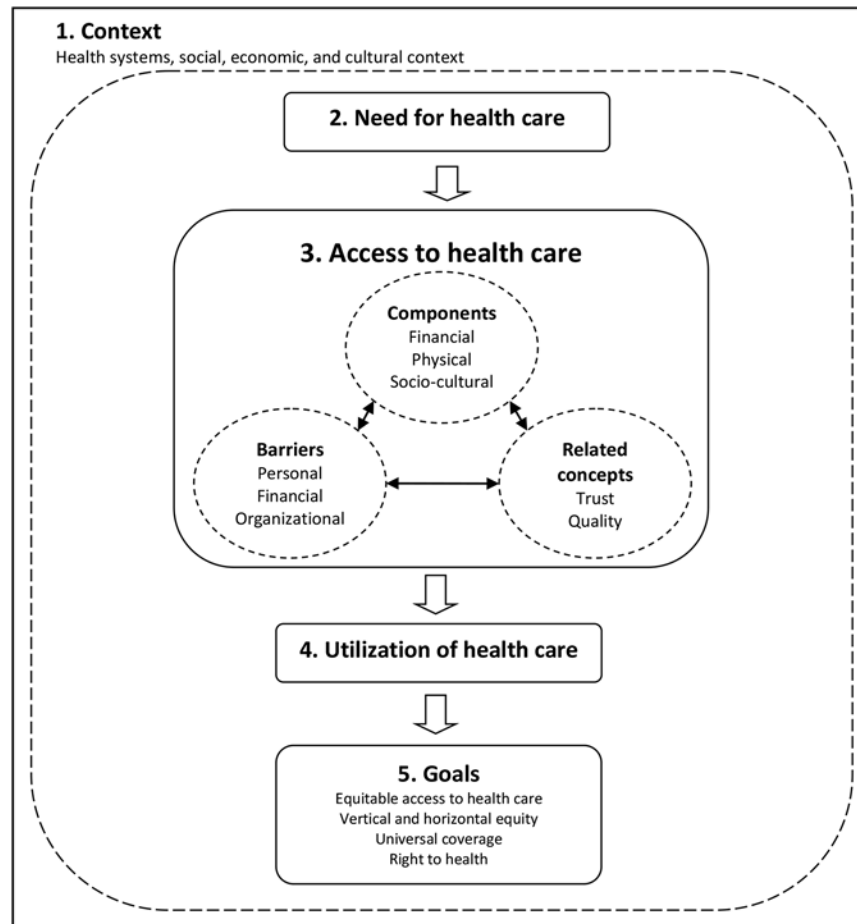 1. Context
Health systems, social, economic, and cultural context
2. Need for health care
3. Access to health care
Components
Financial
Physical
Socio-cultural
Barriers
Personal
Financial
Organizational
Related
concepts
Trust
Quality
4. Utilization of health care
5. Goals
Equitable access to health care
Vertical and horizontal equity
Universal coverage
Right to health